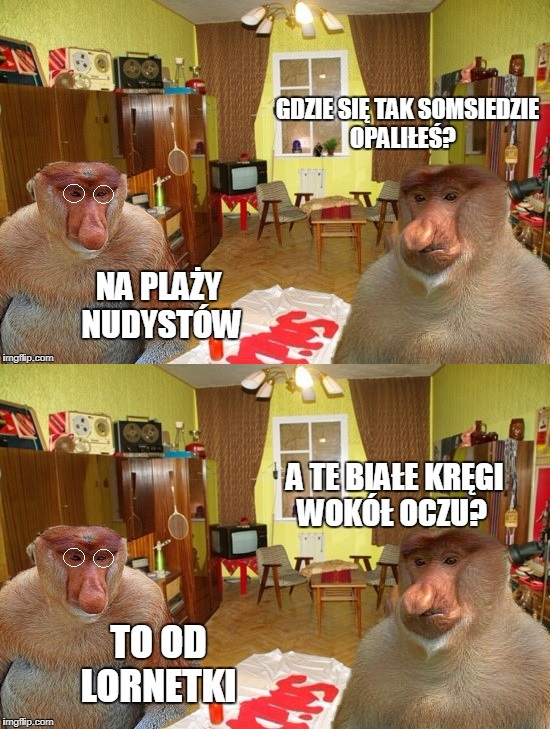 GDZIE SIĘ TAK SOMSIEDZIE
OPALIŁEŚ?
NA PLAŻY
NUDYSTÓW
imgflip.com
A TE BIAŁE KRĘGI
WOKÓŁ OCZU?
TO OD
LORNETKI
imgflip.com